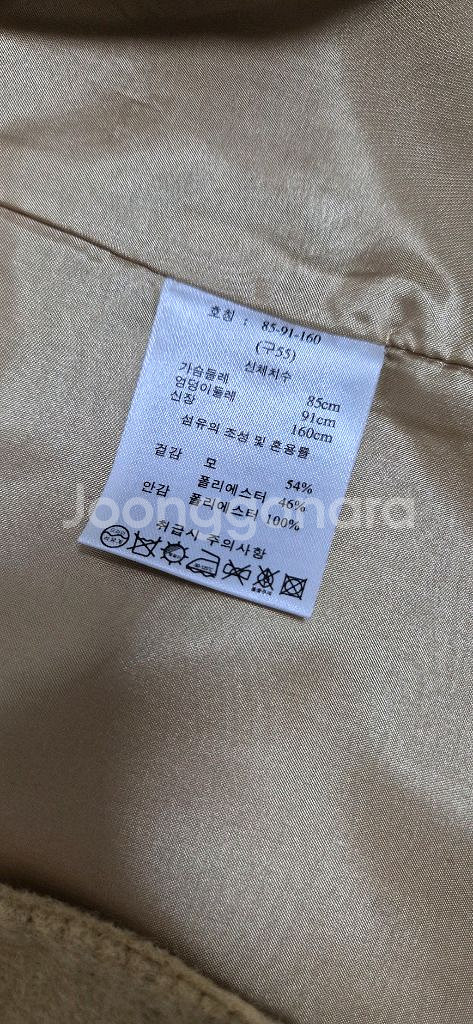 호칭 : 85-91-160
(구55)
신체치수
가슴둘레 85cm
엉덩이둘레 91cm
신장 160cm
섬유의 조성 및 혼용률
겉감 모 54%
폴리에스터 46%
안감 폴리에스터 100%
Joonggonara
취급시 주의사항